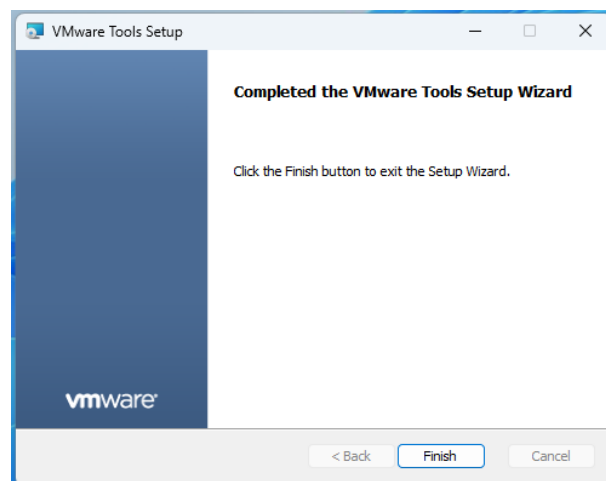 VMware Tools Setup
Completed the VMware Tools Setup Wizard
Click the Finish button to exit the Setup Wizard.
vmware
< Back
Finish
Cancel